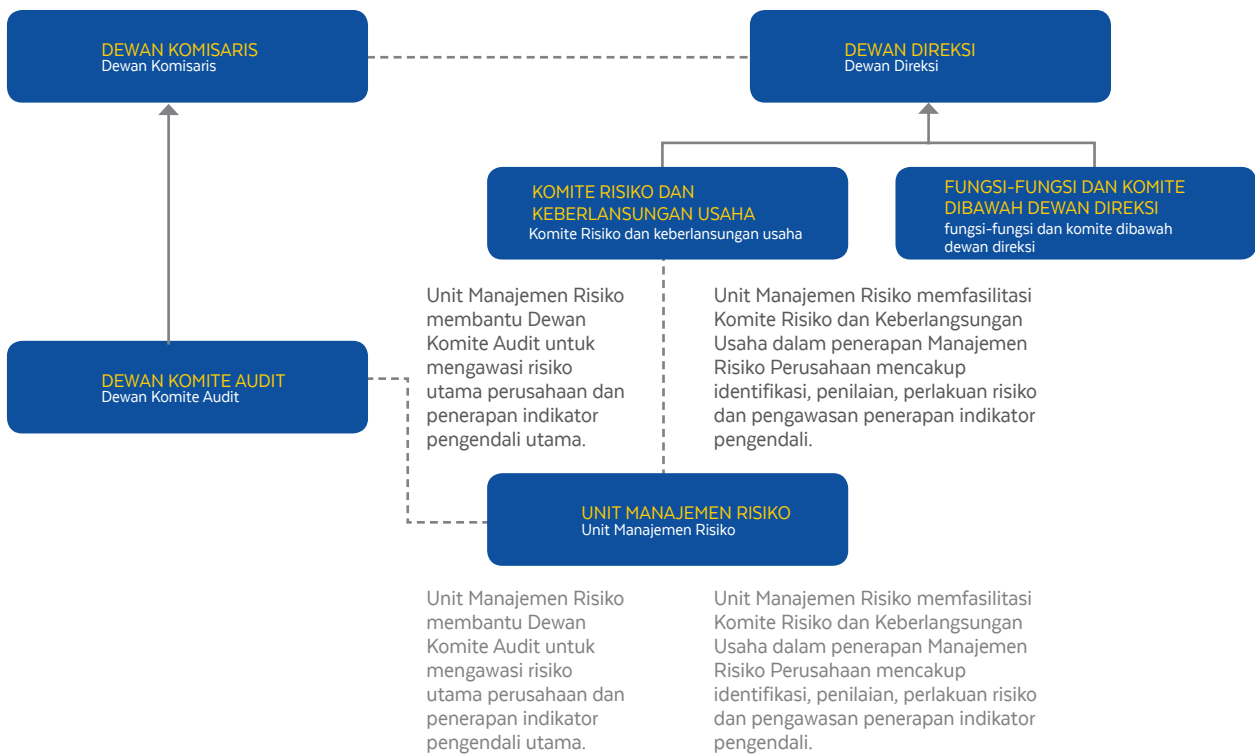 DEWAN KOMISARIS
Dewan Komisaris
DEWAN DIREKSI
Dewan Direksi
KOMITE RISIKO DAN
KEBERLANSUNGAN USAHA
Komite Risiko dan keberlansungan usaha
FUNGSI-FUNGSI DAN KOMITE
DIBAWAH DEWAN DIREKSI
fungsi-fungsi dan komite dibawah
dewan direksi
Unit Manajemen Risiko
membantu Dewan
Komite Audit untuk
mengawasi risiko
utama perusahaan dan
penerapan indikator
pengendali utama.
Unit Manajemen Risiko memfasilitasi
Komite Risiko dan Keberlangsungan
Usaha dalam penerapan Manajemen
Risiko Perusahaan mencakup
identifikasi, penilaian, perlakuan risiko
dan pengawasan penerapan indikator
pengendali.
DEWAN KOMITE AUDIT
Dewan Komite Audit
UNIT MANAJEMEN RISIKO
Unit Manajemen Risiko
Unit Manajemen Risiko
membantu Dewan
Komite Audit untuk
mengawasi risiko
utama perusahaan dan
penerapan indikator
pengendali utama.
Unit Manajemen Risiko memfasilitasi
Komite Risiko dan Keberlangsungan
Usaha dalam penerapan Manajemen
Risiko Perusahaan mencakup
identifikasi, penilaian, perlakuan risiko
dan pengawasan penerapan indikator
pengendali.